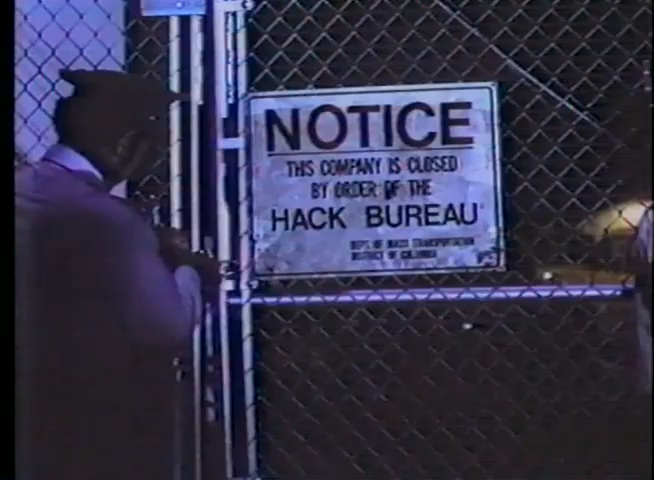 NOTICE
THIS COMPANY IS CLOSED
BY ORDER OF THE
HACK BUREAU
DEPT. OF MASS TRANSPORTATION
DISTRICT OF COLUMBIA